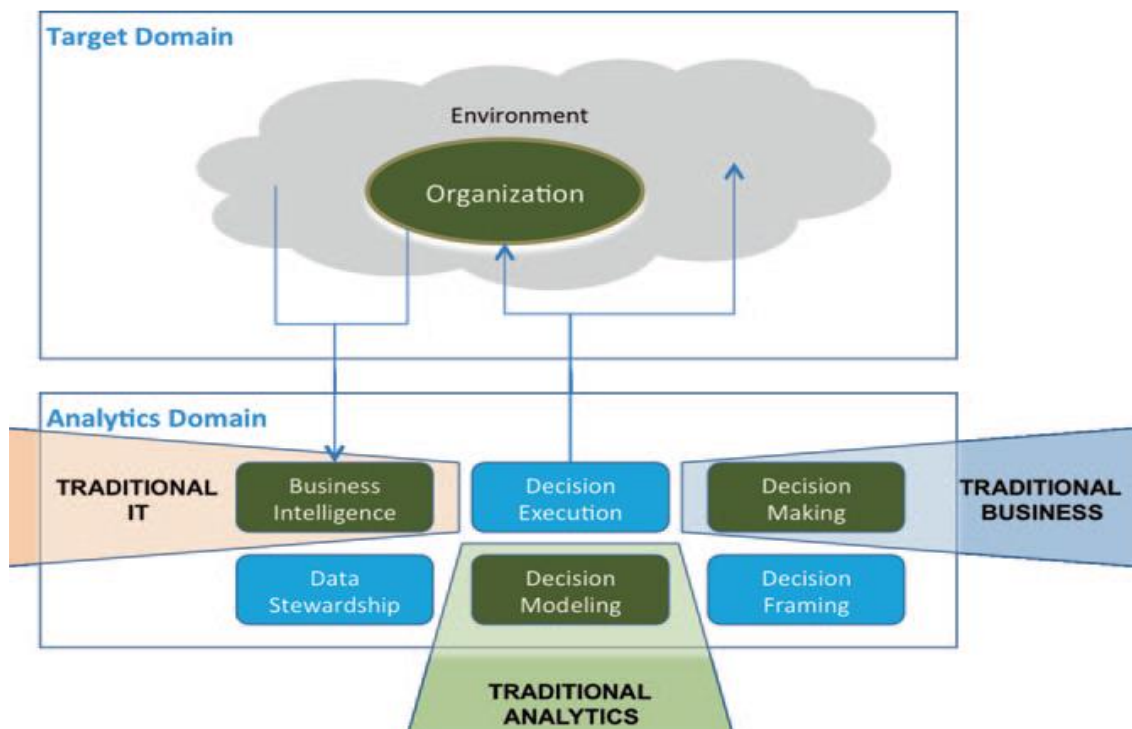 Target Domain
Environment
Organization
Analytics Domain
TRADITIONAL
IT
Business
Intelligence
Decision
Execution
Decision
Making
TRADITIONAL
BUSINESS
Data
Stewardship
Decision
Modeling
Decision
Framing
TRADITIONAL
ANALYTICS